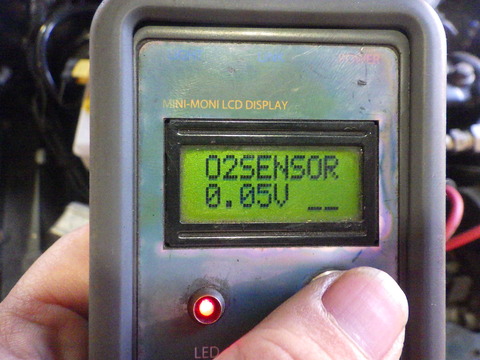 MINI-MONI LCD DISPLAY
O2SENSOR
0.05V __
LED